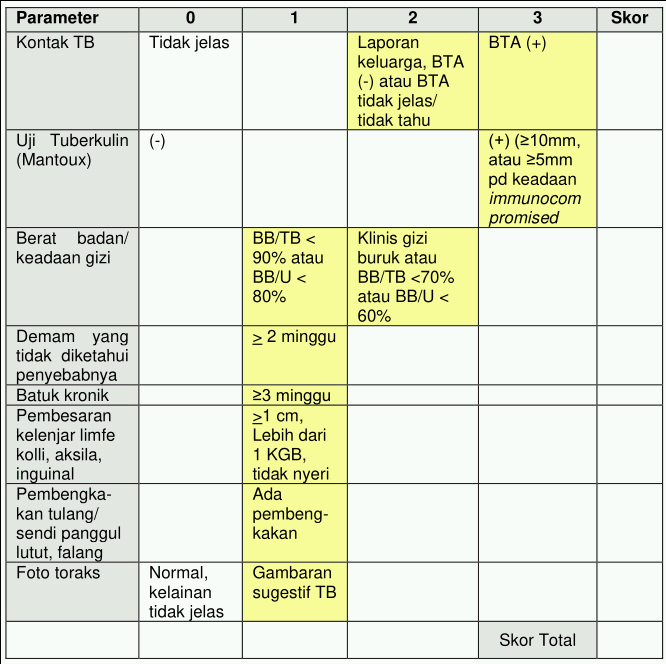 Parameter 0 1 2 3 Skor
Kontak TB
Tidak jelas
Laporan
keluarga, BTA
(-) atau BTA
tidak jelas/
tidak tahu
BTA (+)
Uji Tuberkulin
(Mantoux)
(-)
(+) (≥10mm,
atau ≥5mm
pd keadaan
immunocom
promised
Berat badan/
keadaan gizi
BB/TB <
90% atau
BB/U <
80%
Klinis gizi
buruk atau
BB/TB <70%
atau BB/U <
60%
Demam yang
tidak diketahui
penyebabnya
≥ 2 minggu
Batuk kronik
≥3 minggu
Pembesaran
kelenjar limfe
kolli, aksila,
inguinal
≥1 cm,
Lebih dari
1 KGB,
tidak nyeri
Pembengka-
kan tulang/
sendi panggul
lutut, falang
Ada
pembeng-
kakan
Foto toraks
Normal,
kelainan
tidak jelas
Gambaran
sugestif TB
Skor Total